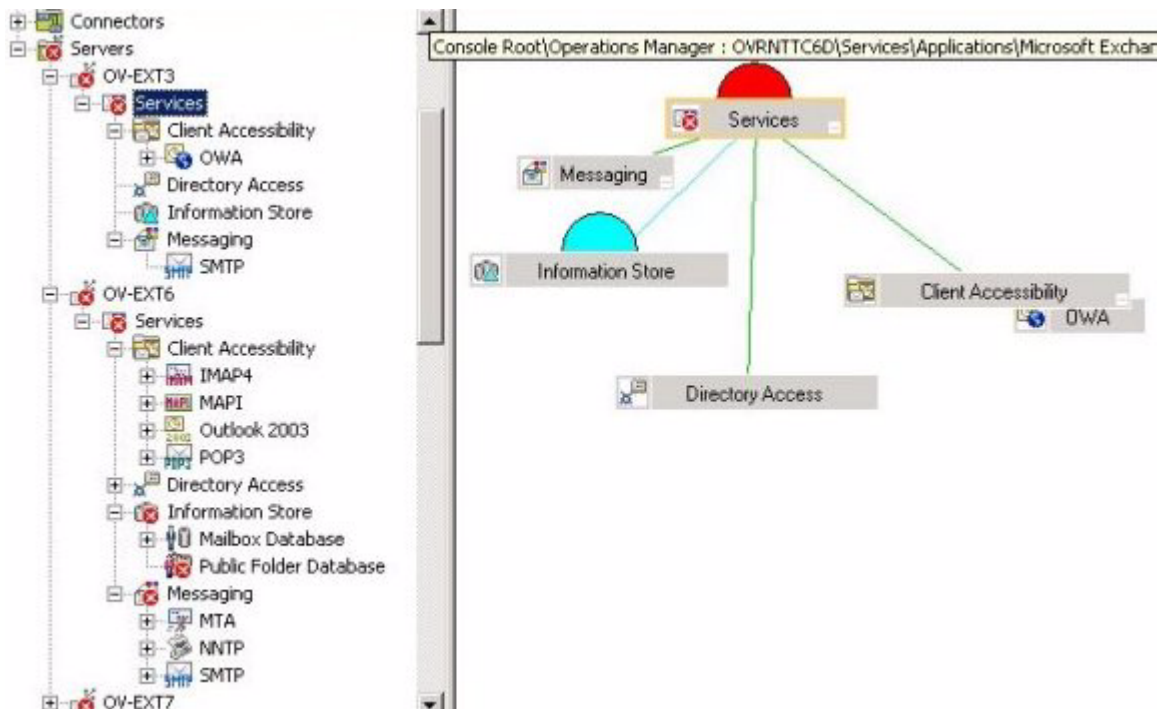 Connectors
Servers
OV-EXT3
Services
Client Accessibility
OWA
Directory Access
Information Store
Messaging
SMTP
OV-EXT6
Services
Client Accessibility
IMAP4
MAPI
Outlook 2003
POP3
Directory Access
Information Store
Mailbox Database
Public Folder Database
Messaging
MTA
NNTP
SMTP
OV-EXT7
Console Root\Operations Manager : OVRNTTC6D\Services\Applications\Microsoft Exchan
Services
Messaging
Information Store
Client Accessibility
OWA
Directory Access